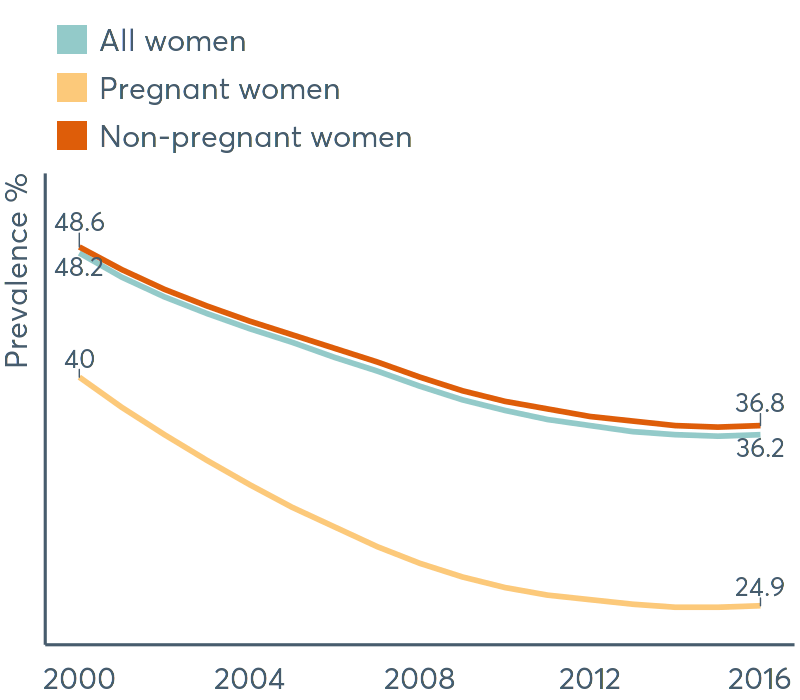 All women
Pregnant women
Non-pregnant women
Prevalence %
48.6
48.2
40
36.8
36.2
24.9
2000 2004 2008 2012 2016